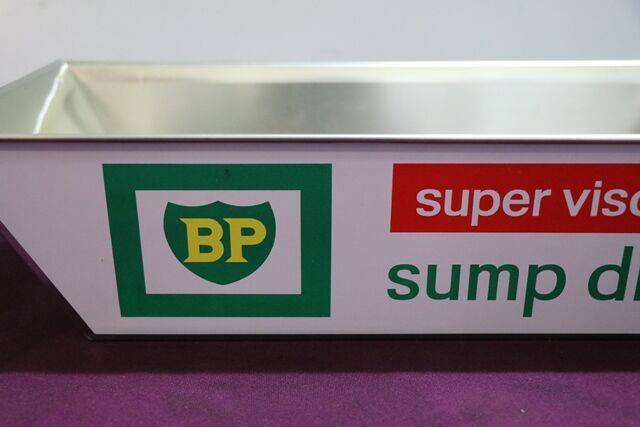 BP
super visc
sump d